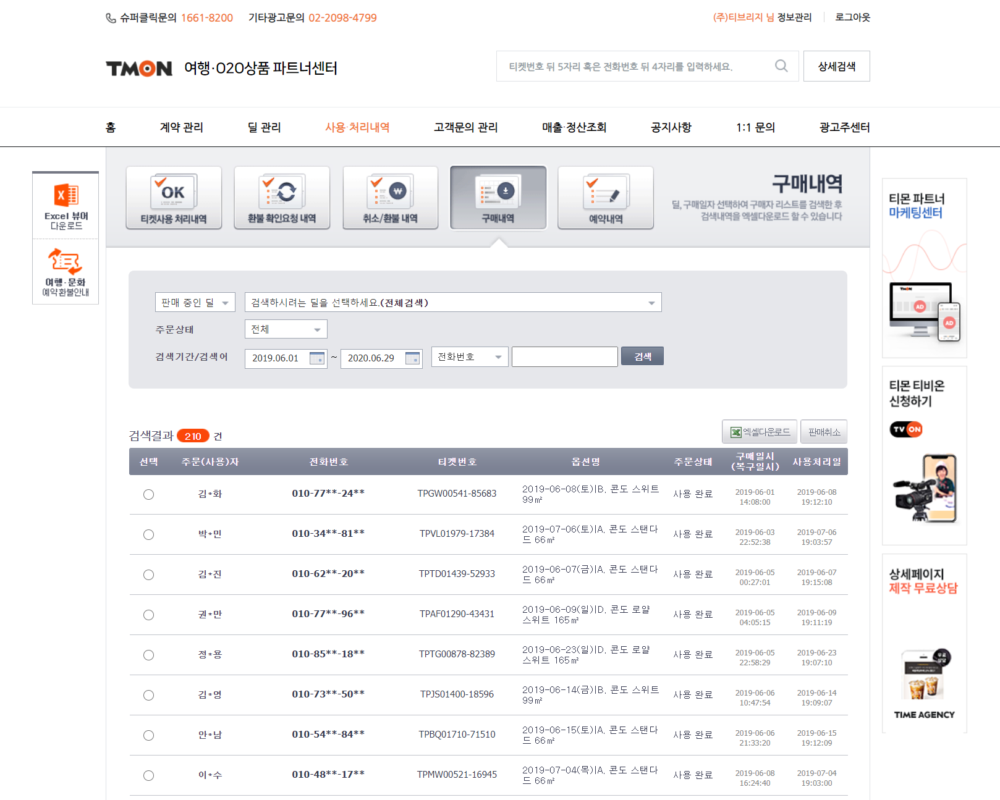 슈퍼클릭문의 1661-8200 기타광고문의 02-2098-4799
(주)티브리지 님 정보관리 로그아웃
TMON 여행·O2O상품 파트너센터
티켓번호 뒤 5자리 혹은 전화번호 뒤 4자리를 입력하세요.
상세검색
홈 계약 관리 딜 관리 사용·처리내역 고객문의 관리 매출·정산조회 공지사항 1:1 문의 광고주센터
Excel 뷰어
다운로드
여행·문화
예약환불안내
OK
티켓사용 처리내역
환불 확인요청 내역
₩
취소/환불 내역
구매내역
예약내역
구매내역
딜, 구매일자 선택하여 구매자 리스트를 검색한 후
검색내역을 엑셀다운로드 할 수 있습니다
티몬 파트너
마케팅센터
TMON
AD
AD
판매 중인 딜 검색하시려는 딜을 선택하세요.(전체검색)
주문상태 전체
검색기간/검색어 2019.06.01 ~ 2020.06.29 전화번호 검색
티몬 티비온
신청하기
TV ON
검색결과 210 건
엑셀다운로드 판매취소
선택 주문(사용)자 전화번호 티켓번호 옵션명 주문상태 구매일시 사용처리일
(복구일시)
김*화 010-77**-24** TPGW00541-85683 2019-06-08(토)|B. 콘도 스위트 사용 완료 2019-06-01 2019-06-08
99㎡ 14:08:00 19:12:10
박*민 010-34**-81** TPVL01979-17384 2019-07-06(토)|A. 콘도 스탠다 사용 완료 2019-06-03 2019-07-06
드 66㎡ 22:52:38 19:03:57
김*진 010-62**-20** TPTD01439-52933 2019-06-07(금)|A. 콘도 스탠다 사용 완료 2019-06-05 2019-06-07
드 66㎡ 00:27:01 19:15:08
권*만 010-77**-96** TPAF01290-43431 2019-06-09(일)|D. 콘도 로얄 사용 완료 2019-06-05 2019-06-09
스위트 165㎡ 04:05:15 19:11:19
정*용 010-85**-18** TPTG00878-82389 2019-06-23(일)|D. 콘도 로얄 사용 완료 2019-06-05 2019-06-23
스위트 165㎡ 22:58:29 19:07:10
김*영 010-73**-50** TPJS01400-18596 2019-06-14(금)|B. 콘도 스위트 사용 완료 2019-06-06 2019-06-14
99㎡ 10:47:54 19:09:07
안*남 010-54**-84** TPBQ01710-71510 2019-06-15(토)|A. 콘도 스탠다 사용 완료 2019-06-06 2019-06-15
드 66㎡ 21:33:20 19:12:09
이*수 010-48**-17** TPMW00521-16945 2019-07-04(목)|A. 콘도 스탠다 사용 완료 2019-06-08 2019-07-04
드 66㎡ 16:24:40 19:03:00
상세페이지
제작 무료상담
무료
상담
TIME AGENCY